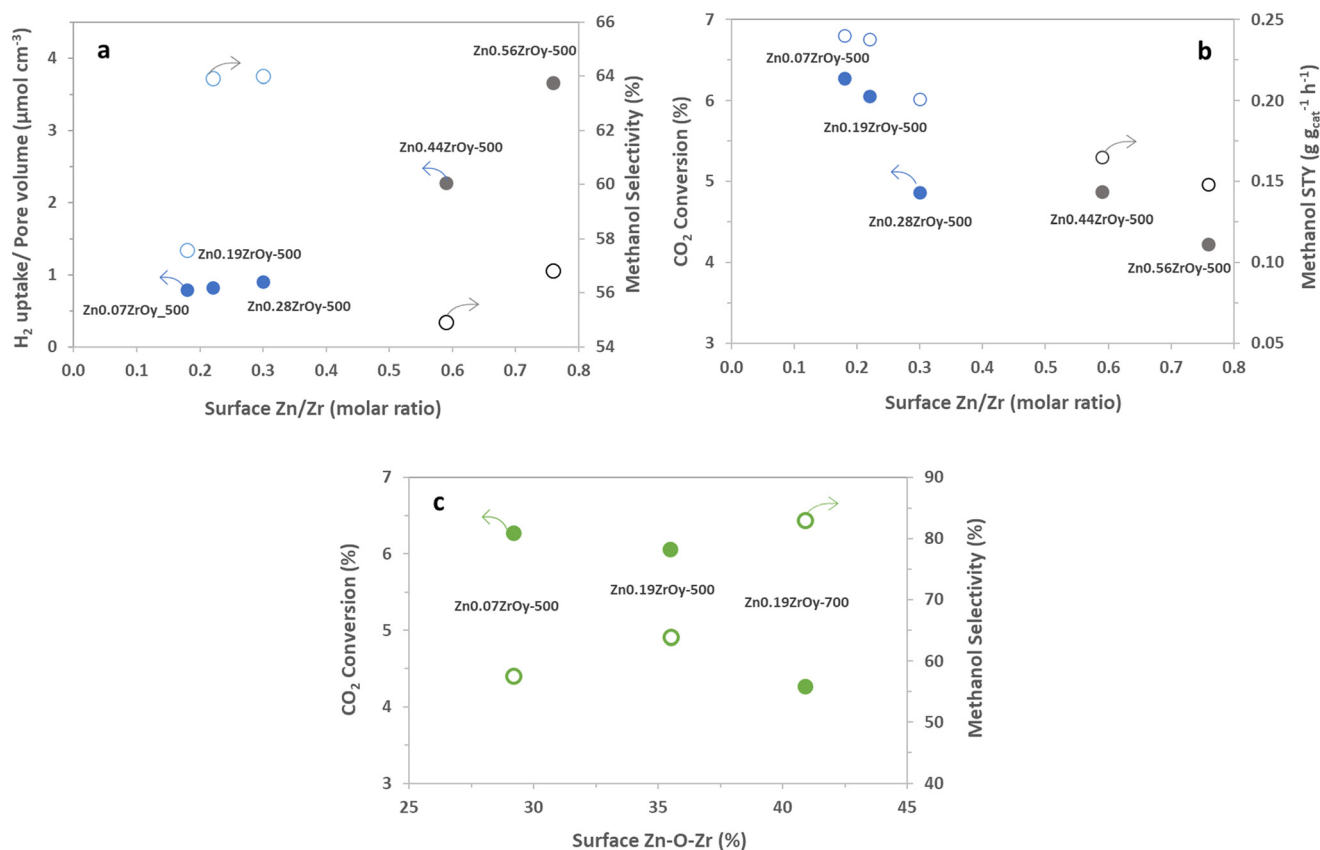 a
H₂ uptake/ Pore volume (µmol cm⁻³)
4
3
2
1
0
Zn0.56ZrOy-500
Zn0.44ZrOy-500
Zn0.19ZrOy-500
Zn0.07ZrOy_500
Zn0.28ZrOy-500
66
64
62
60
58
56
54
Methanol Selectivity (%)
0.0 0.1 0.2 0.3 0.4 0.5 0.6 0.7 0.8
Surface Zn/Zr (molar ratio)
b
CO₂ Conversion (%)
7
6
5
4
3
Zn0.07ZrOy-500
Zn0.19ZrOy-500
Zn0.28ZrOy-500
Zn0.44ZrOy-500
Zn0.56ZrOy-500
0.25
0.20
0.15
0.10
0.05
Methanol STY (g gcat⁻¹ h⁻¹)
0.0 0.1 0.2 0.3 0.4 0.5 0.6 0.7 0.8
Surface Zn/Zr (molar ratio)
c
CO₂ Conversion (%)
7
6
5
4
3
Zn0.07ZrOy-500
Zn0.19ZrOy-500
Zn0.19ZrOy-700
90
80
70
60
50
40
Methanol Selectivity (%)
25 30 35 40 45
Surface Zn-O-Zr (%)